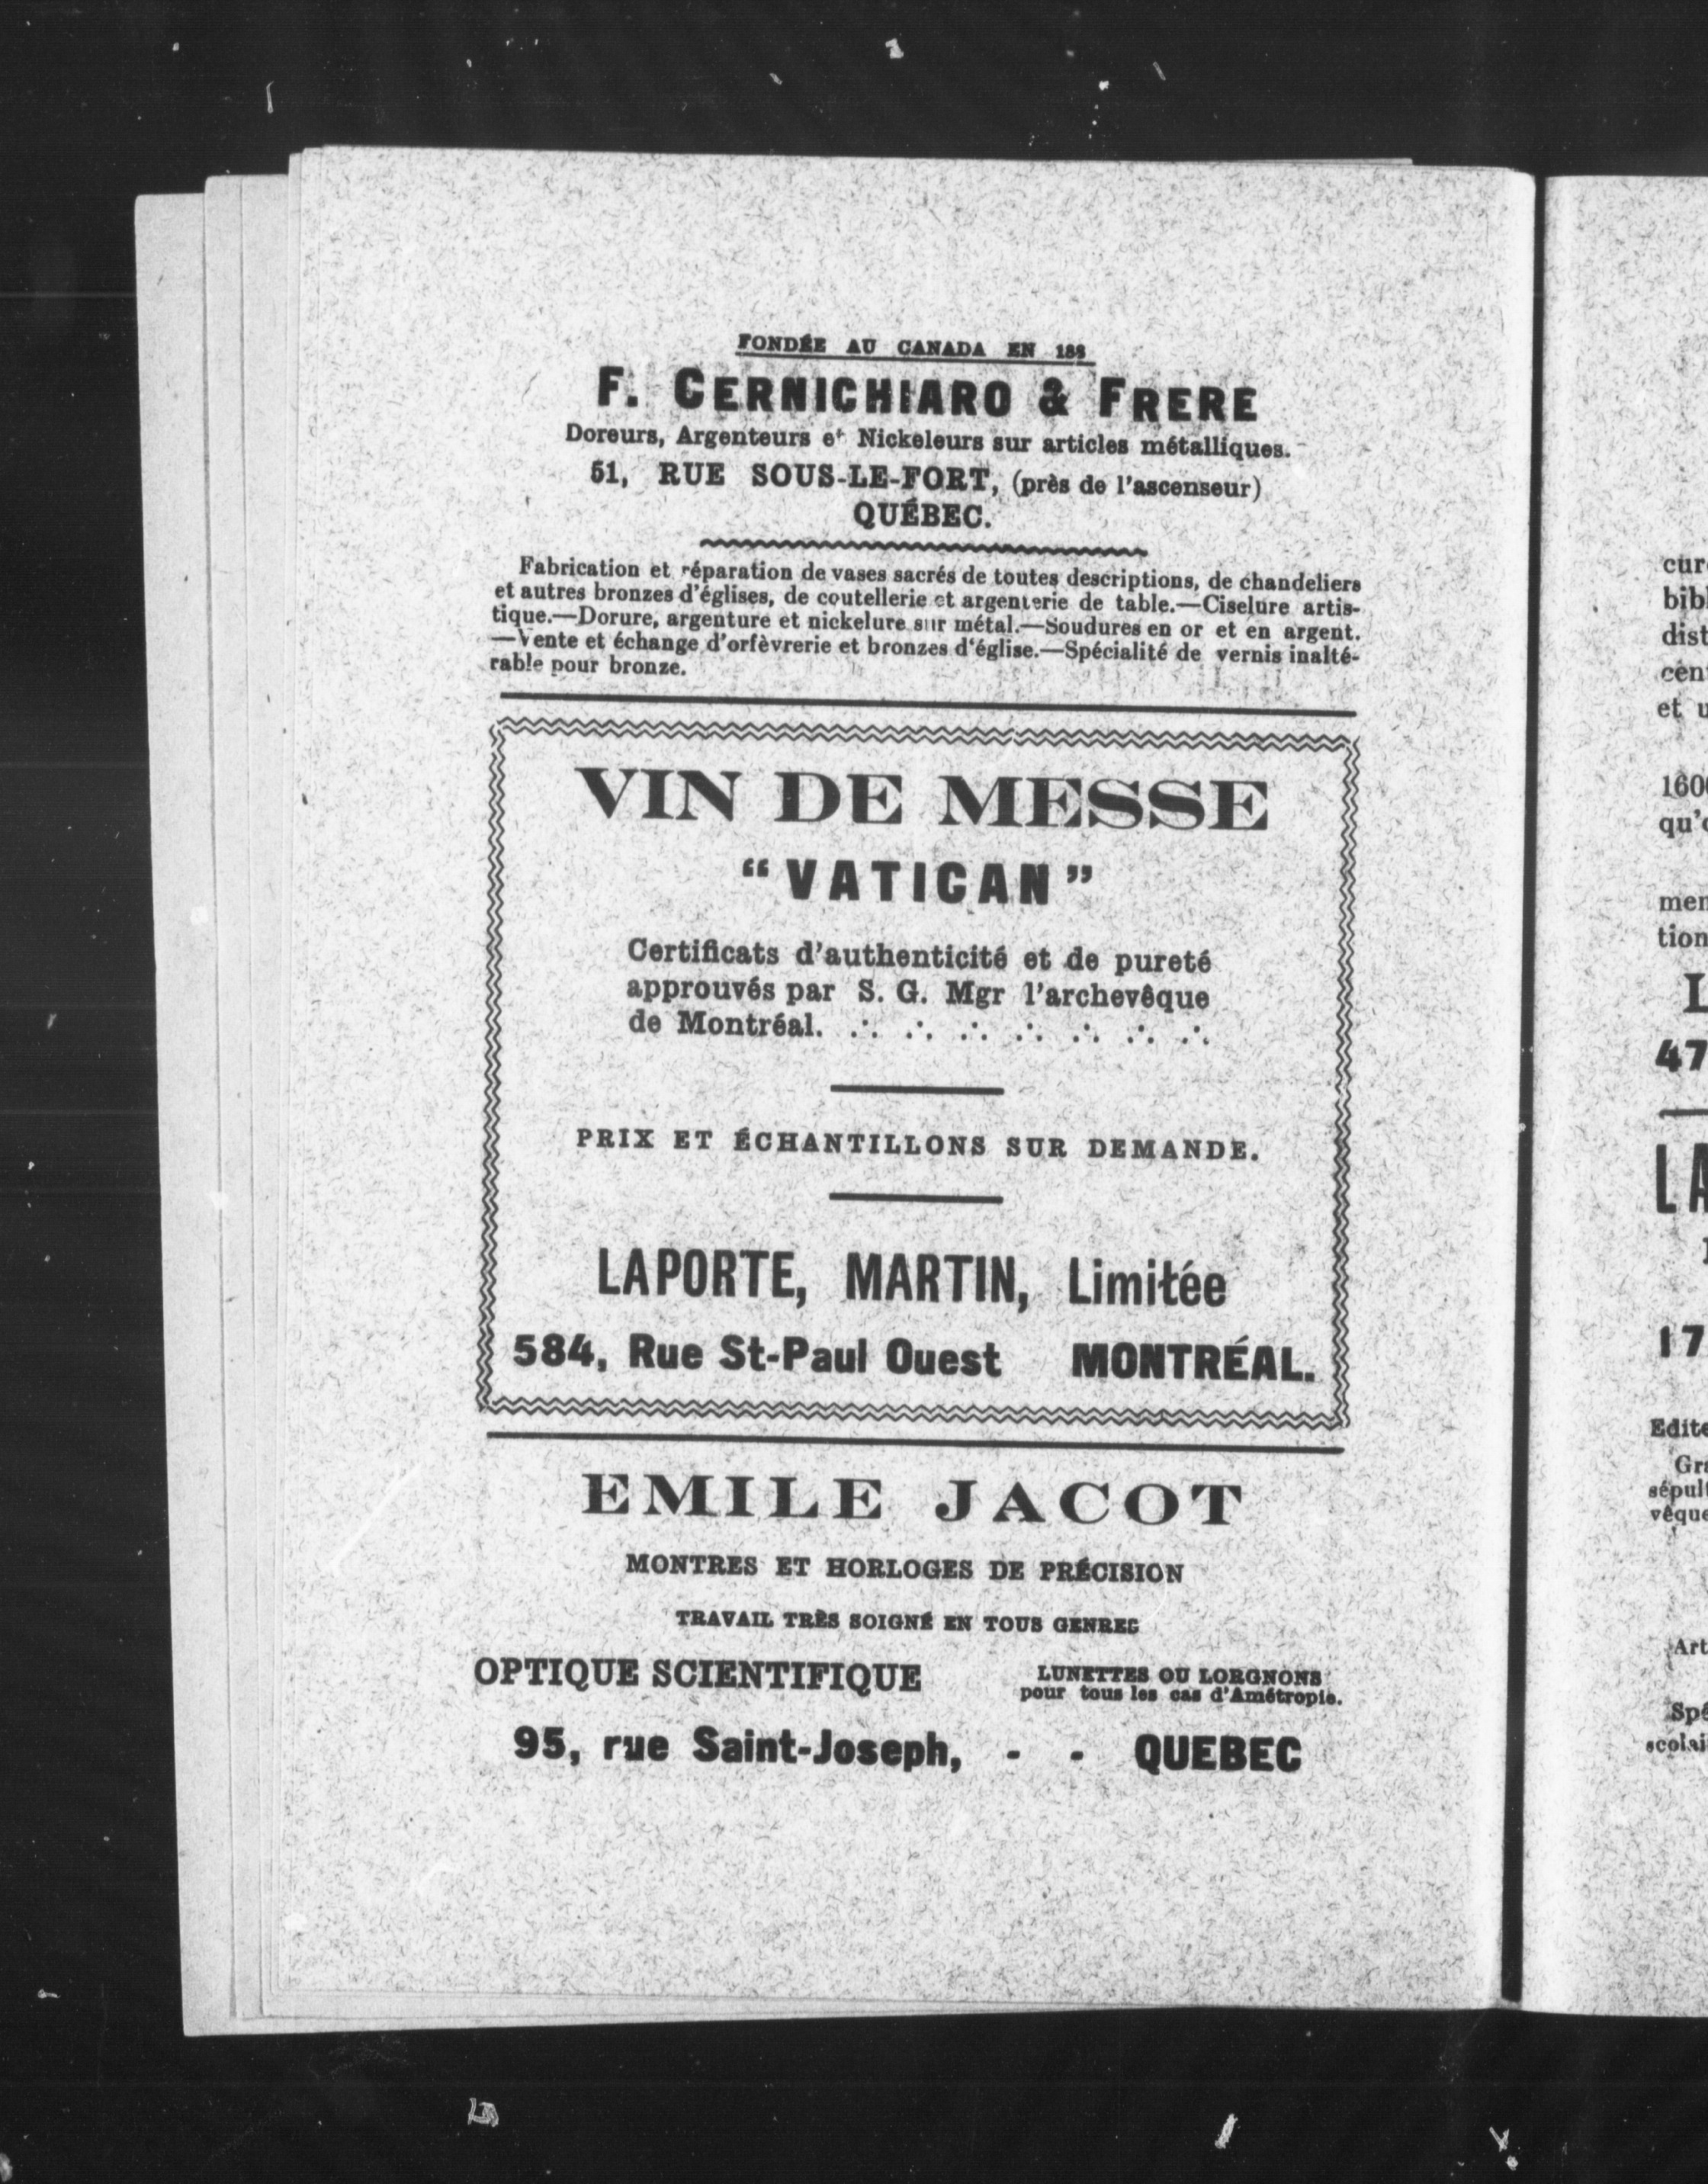 FONDÉE AU CANADA EN
F. CERNICHIARO & FRERE
Doreurs, Argenteurs et Nickeleurs sur articles métalliques.
51, RUE SOUS-LE-FORT, (près de l'ascenseur)
QUÉBEC.
Fabrication et réparation de vases sacrés de toutes descriptions, de chandeliers
et autres bronzes d'églises, de coutellerie et argenterie de table.—Ciselure artis-
tique.—Dorure, argenture et nickelure sur métal.—Soudures en or et en argent.
—Vente et échange d'orfèvrerie et bronzes d'église.—Spécialité de vernis inalté-
rable pour bronze.
VIN DE MESSE
“VATICAN”
Certificats d'authenticité et de pureté
approuvés par S. G. Mgr l'archevêque
de Montréal. ∴ ∴ ∴ ∴ ∴ ∴ ∴
PRIX ET ÉCHANTILLONS SUR DEMANDE.
LAPORTE, MARTIN, Limitée
584, Rue St-Paul Ouest MONTRÉAL.
EMILE JACOT
MONTRES ET HORLOGES DE PRÉCISION
TRAVAIL TRÈS SOIGNÉ EN TOUS GENRES
OPTIQUE SCIENTIFIQUE
LUNETTES OU LORGNONS
pour tous les cas d'Amétropie.
95, rue Saint-Joseph, - - QUEBEC